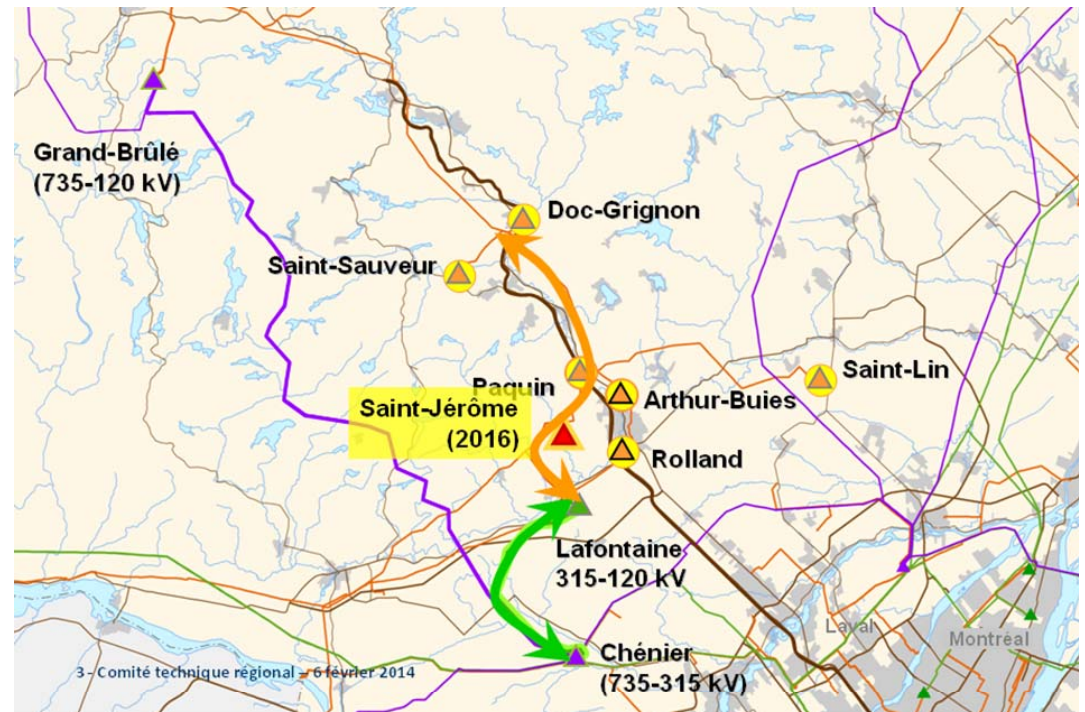 Grand-Brûlé
(735-120 kV)
Doc-Grignon
Saint-Sauveur
Paquin
Saint-Lin
Arthur-Buies
Saint-Jérôme
(2016)
Rolland
Lafontaine
315-120 kV
Laval
Montréal
Chénier
(735-315 kV)
3 - Comité technique régional – 6 février 2014